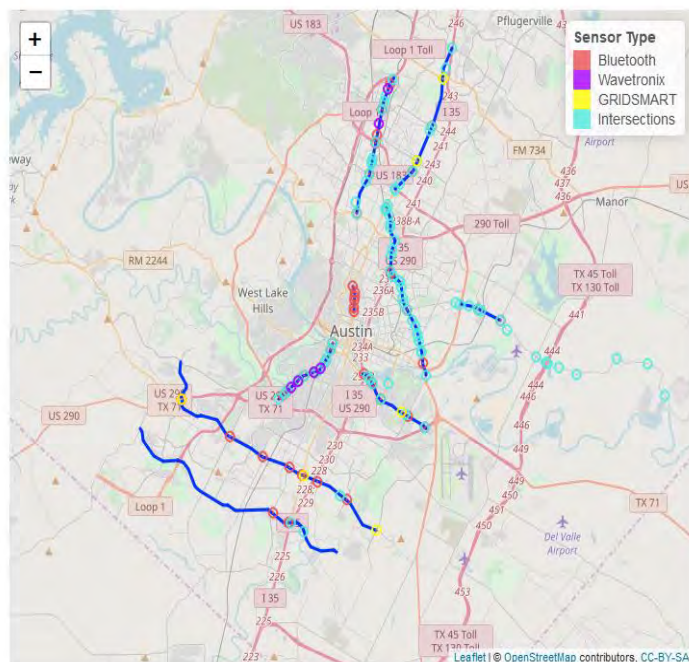 +
−
Sensor Type
Bluetooth
Wavetronix
GRIDSMART
Intersections
US 183
Pflugerville
Loop 1 Toll
246
243
Loop
I 35
244
241
US 183
243
240
FM 734
Airport
436
437
436
Manor
241
238B-A
290 Toll
I 35
US 290
RM 2244
236A
TX 45 Toll
TX 130 Toll
West Lake
Hills
235B
441
Austin
234A
233
444
US 290
TX 71
US 290
TX 71
I 35
US 290
446
446
230
230
228
228
229
449
449
TX 71
Loop 1
450
451
Del Valle
Airport
225
226
453
I 35
223
TX 45 Toll
TX 130 Toll
Leaflet | © OpenStreetMap contributors, CC-BY-SA